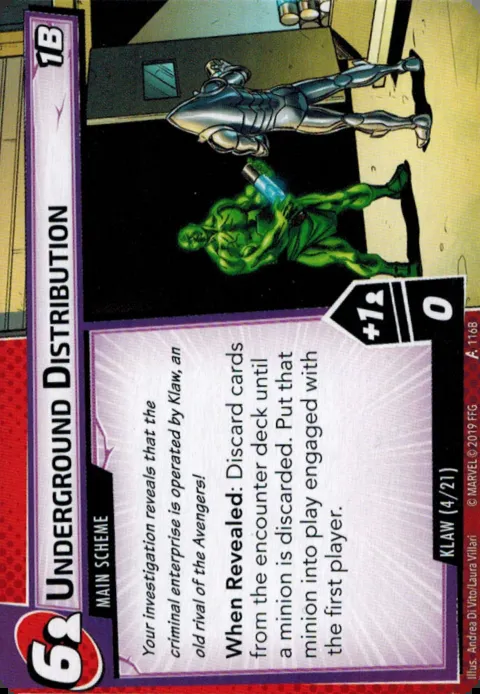 6
UNDERGROUND DISTRIBUTION
1B
MAIN SCHEME
Your investigation reveals that the
criminal enterprise is operated by Klaw, an
old rival of the Avengers!
When Revealed: Discard cards
from the encounter deck until
a minion is discarded. Put that
minion into play engaged with
the first player.
+1
0
KLAW (4/21)
Illus. Andrea Di Vito/Laura Villari
© MARVEL © 2019 FFG
A 116B